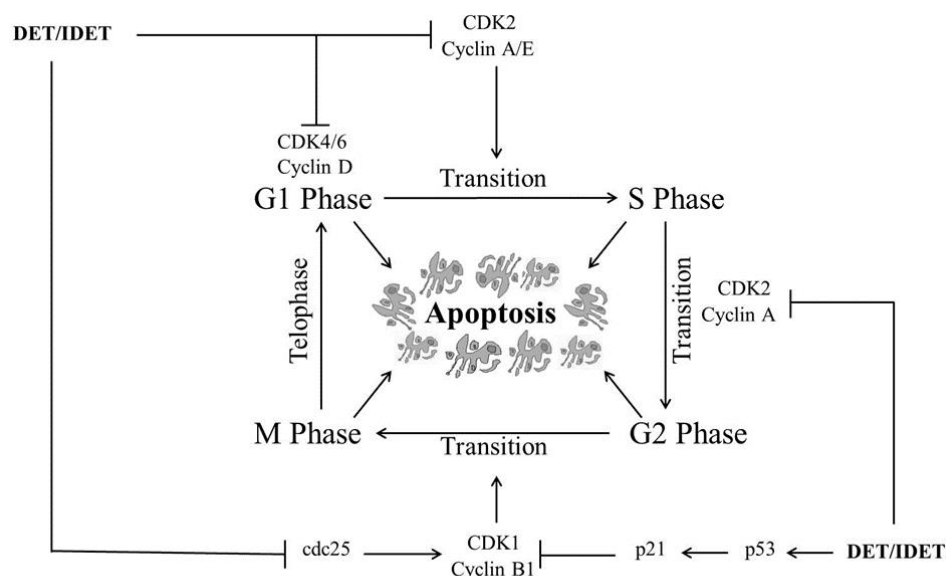 DET/IDET
CDK2
Cyclin A/E
CDK4/6
Cyclin D
Transition
G1 Phase
S Phase
Telophase
Apoptosis
Transition
CDK2
Cyclin A
M Phase
Transition
G2 Phase
cdc25
CDK1
Cyclin B1
p21
p53
DET/IDET